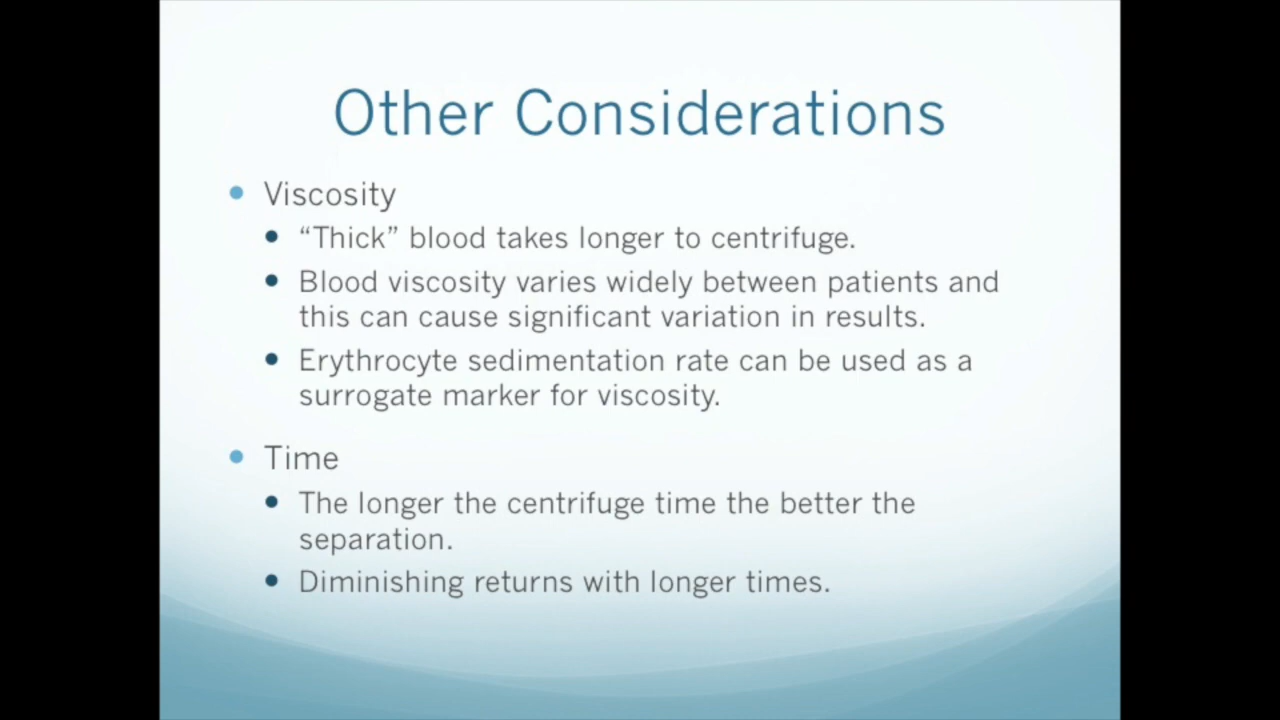 Other Considerations
Viscosity
“Thick” blood takes longer to centrifuge.
Blood viscosity varies widely between patients and
this can cause significant variation in results.
Erythrocyte sedimentation rate can be used as a
surrogate marker for viscosity.
Time
The longer the centrifuge time the better the
separation.
Diminishing returns with longer times.